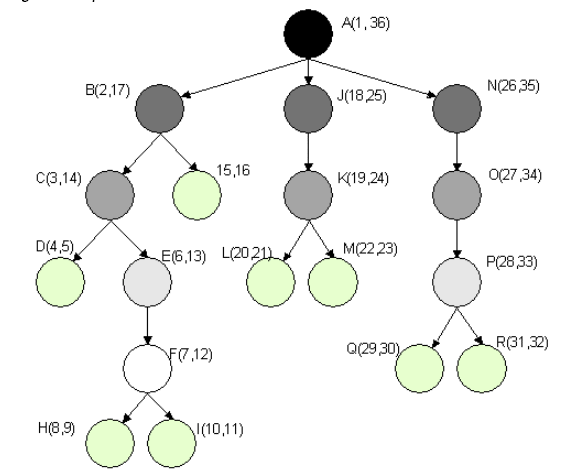 A(1, 36)
B(2,17)
J(18,25)
N(26,35)
C(3,14)
15,16
K(19,24)
O(27,34)
D(4,5)
E(6,13)
L(20,21)
M(22,23)
P(28,33)
F(7,12)
Q(29,30)
R(31,32)
H(8,9)
I(10,11)